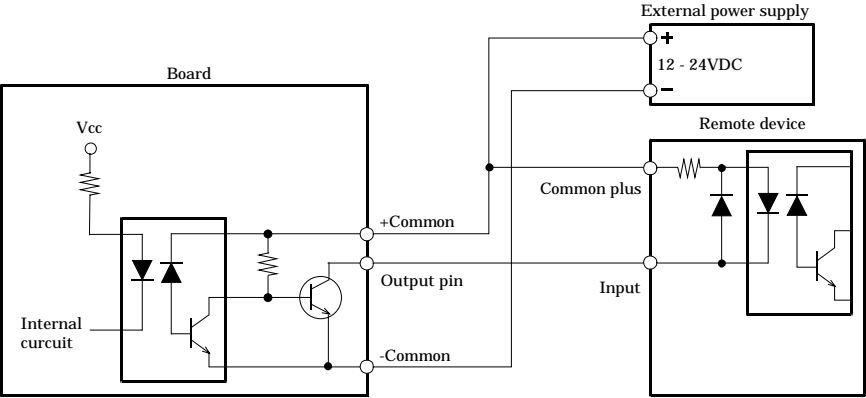 External power supply
+
12 - 24VDC
−
Board
Remote device
Vcc
Common plus
+Common
Output pin
Input
Internal
curcuit
-Common